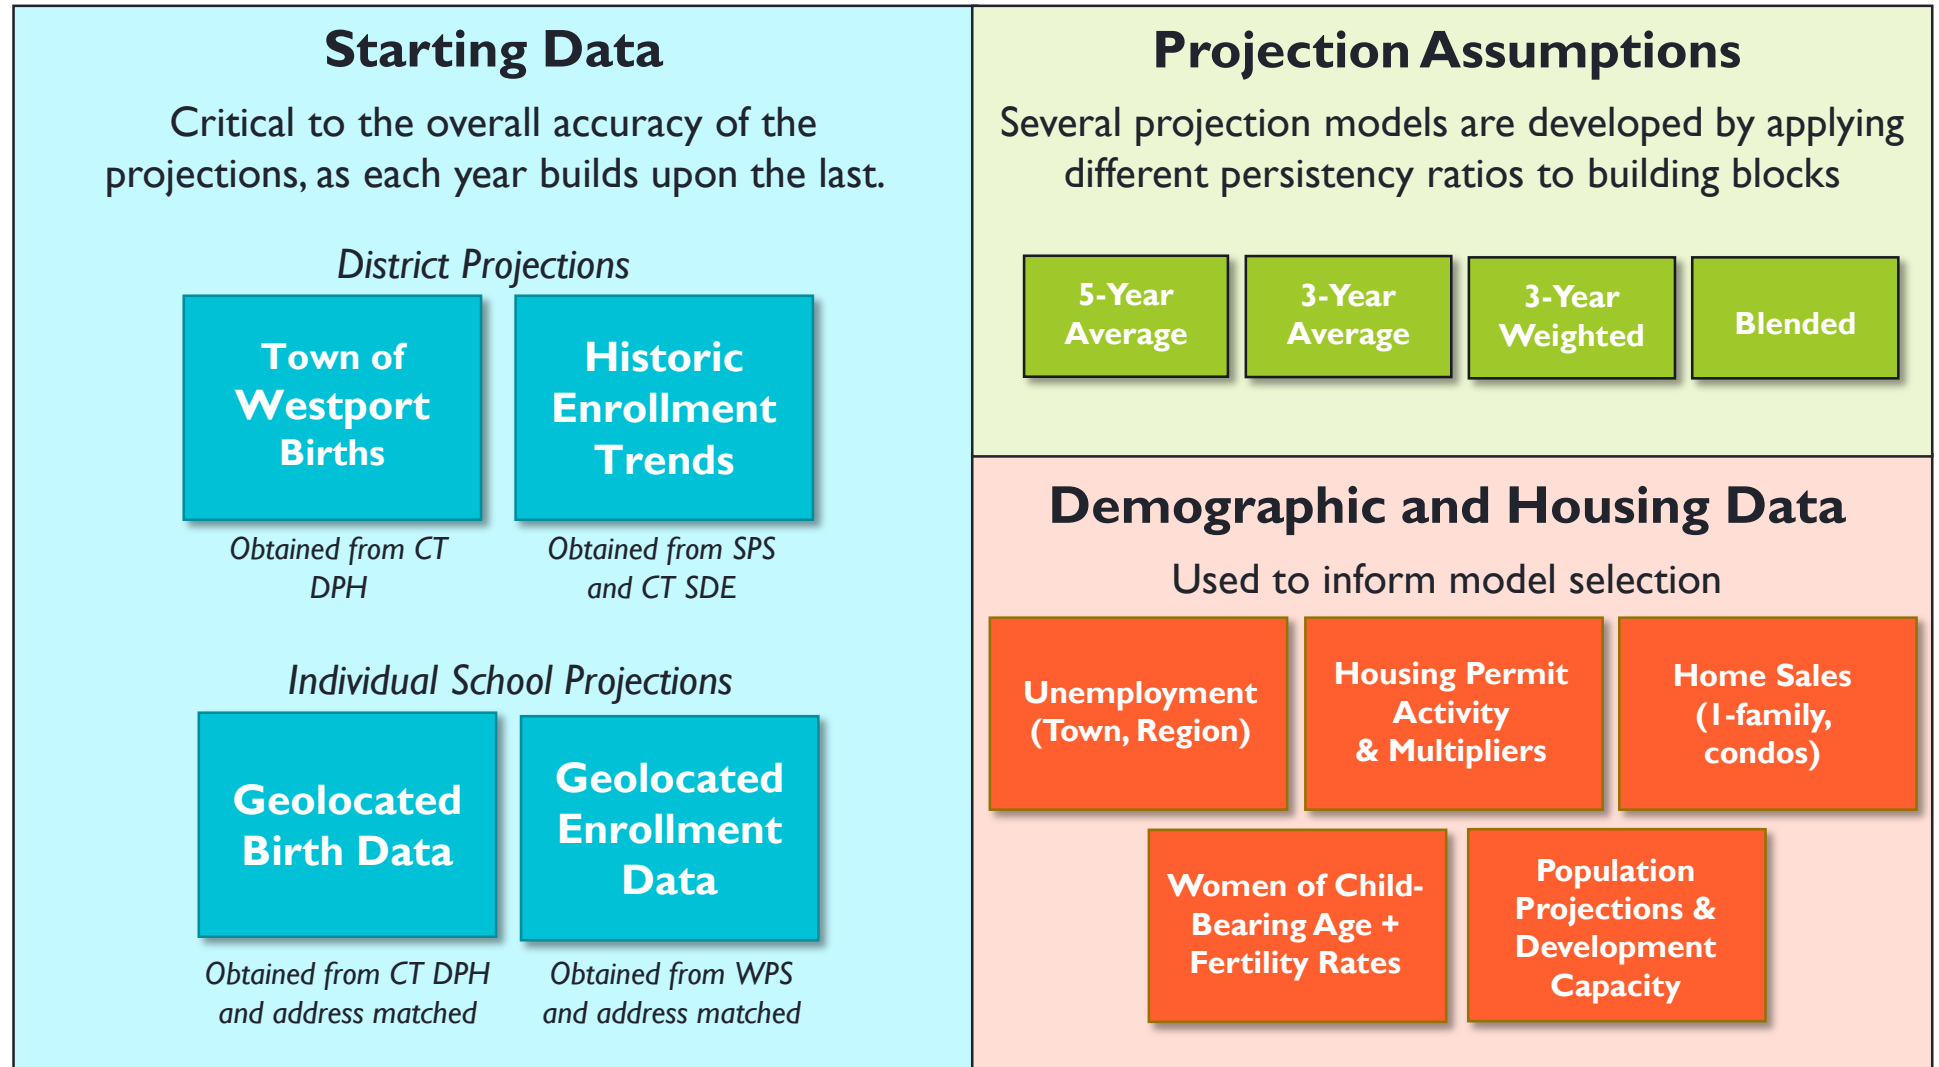 Starting Data
Critical to the overall accuracy of the
projections, as each year builds upon the last.
District Projections
Town of
Westport
Births
Obtained from CT
DPH
Historic
Enrollment
Trends
Obtained from SPS
and CT SDE
Individual School Projections
Geolocated
Birth Data
Obtained from CT DPH
and address matched
Geolocated
Enrollment
Data
Obtained from WPS
and address matched
Projection Assumptions
Several projection models are developed by applying
different persistency ratios to building blocks
5-Year
Average
3-Year
Average
3-Year
Weighted
Blended
Demographic and Housing Data
Used to inform model selection
Unemployment
(Town, Region)
Housing Permit
Activity
& Multipliers
Home Sales
(1-family,
condos)
Women of Child-
Bearing Age +
Fertility Rates
Population
Projections &
Development
Capacity